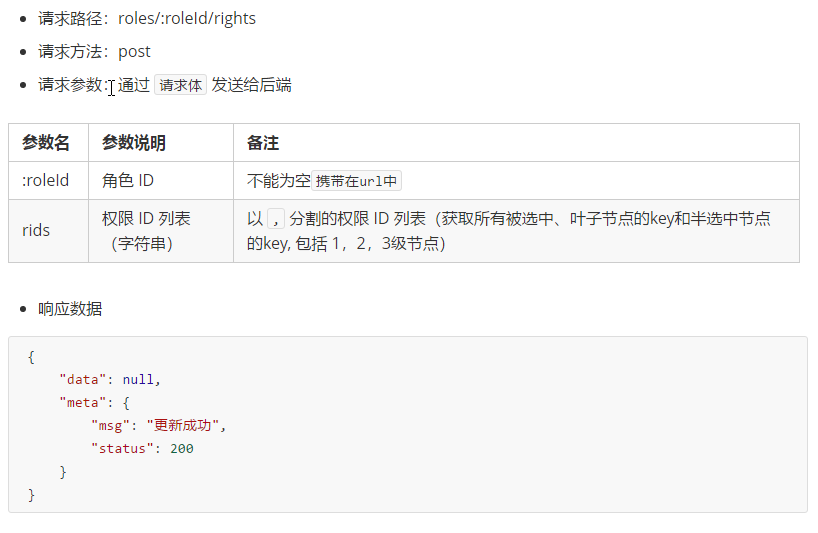 请求路径：roles/:roleId/rights
请求方法：post
请求参数：通过 请求体 发送给后端
参数名 参数说明 备注
:roleId 角色 ID 不能为空携带在url中
rids 权限 ID 列表（字符串） 以 , 分割的权限 ID 列表（获取所有被选中、叶子节点的key和半选中节点的key, 包括 1，2，3级节点）
响应数据
{
"data": null,
"meta": {
"msg": "更新成功",
"status": 200
}
}